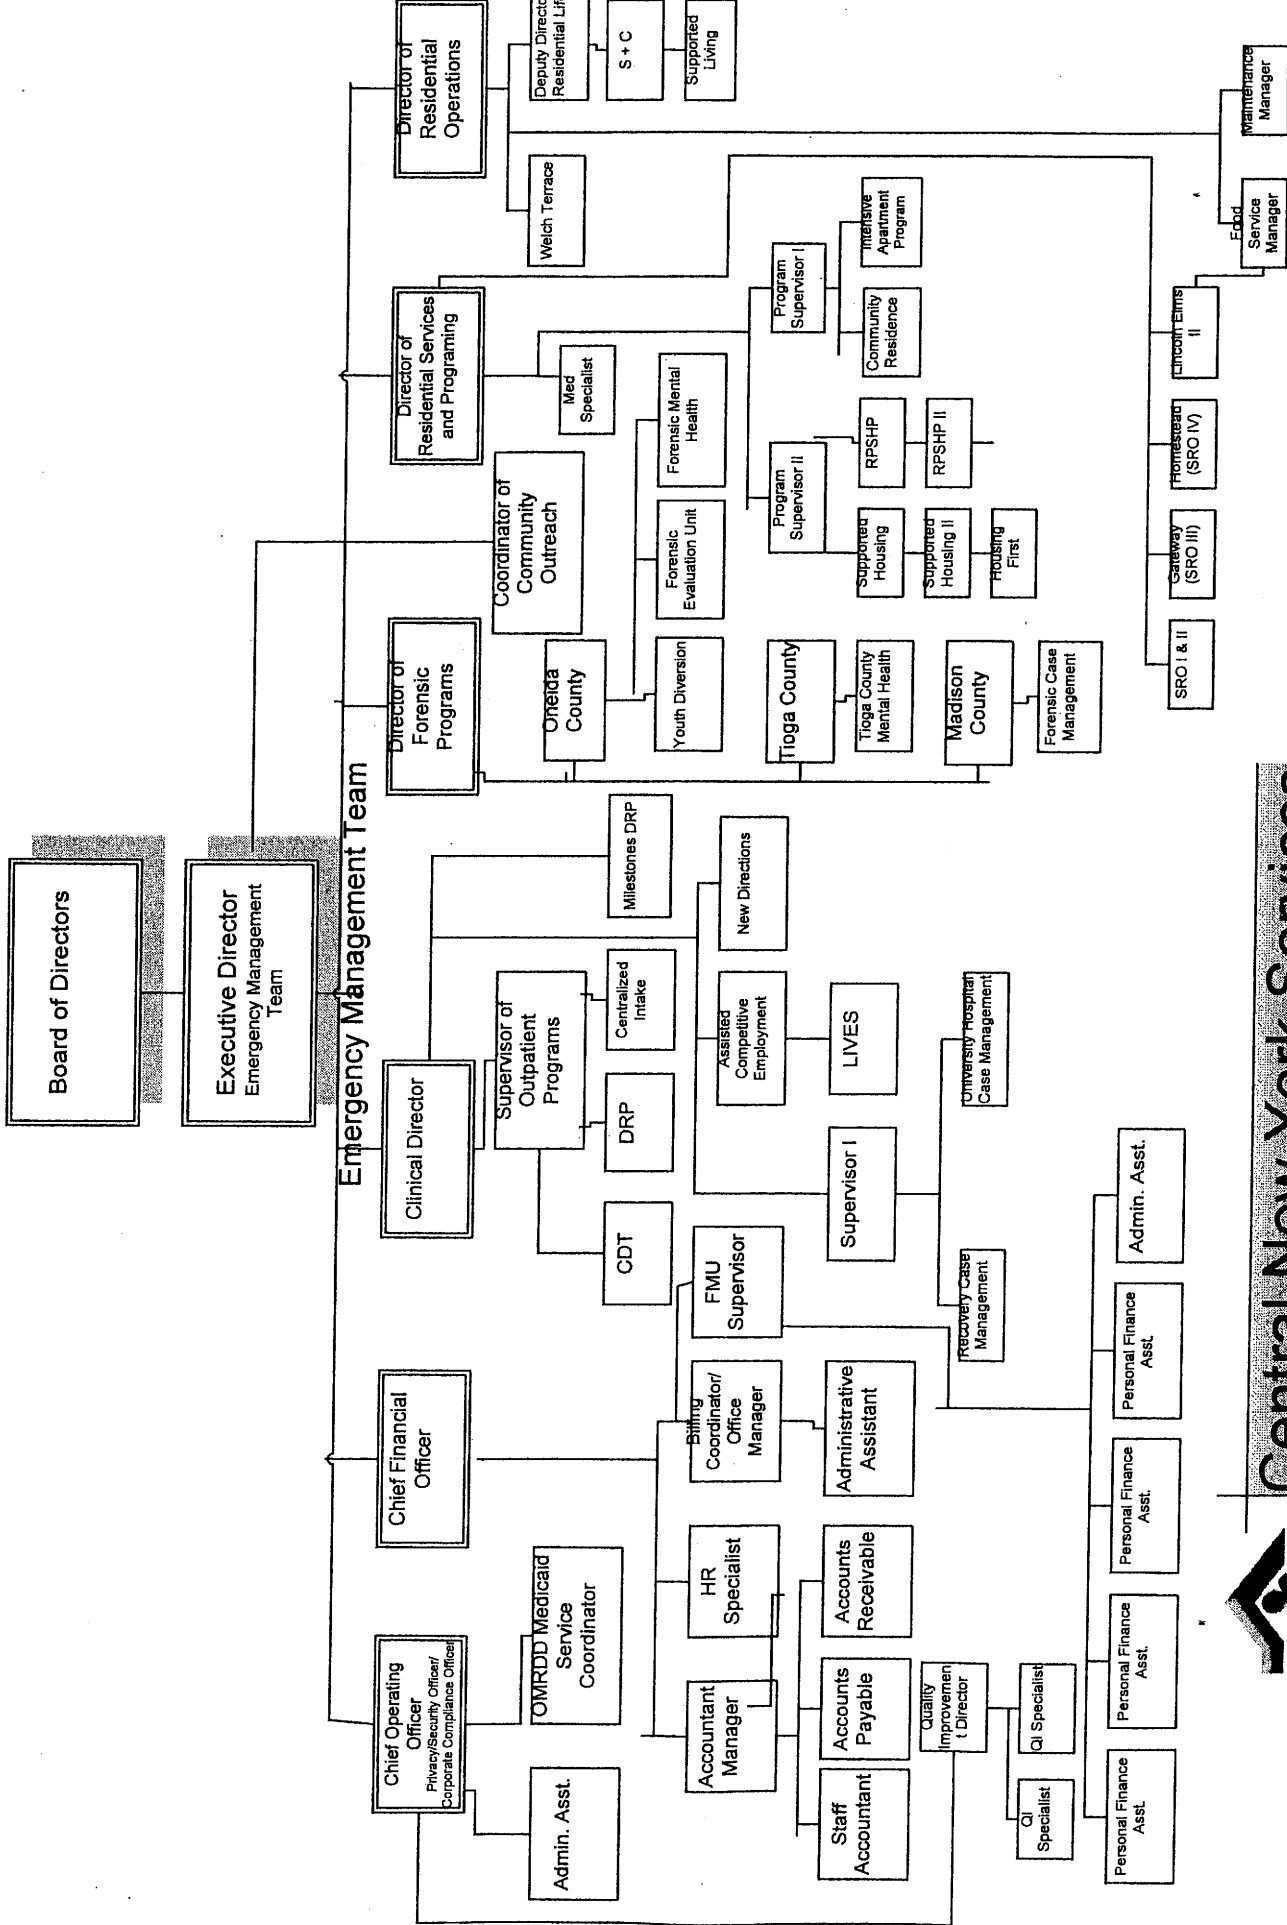 Board of Directors
Executive Director
Emergency Management
Team
Emergency Management Team
Chief Operating
Officer
Privacy/Security Officer/
Corporate Compliance Officer
Chief Financial
Officer
Clinical Director
Director of
Forensic
Programs
Director of
Residential Services
and Programing
Director of
Residential
Operations
Admin. Asst.
OMRDD Medicaid
Service
Coordinator
Supervisor of
Outpatient
Programs
Coordinator of
Community
Outreach
Oneida
County
Med
Specialist
Welch Terrace
Deputy Director
Residential Life
S + C
Supported
Living
CDT
DRP
Centralized
Intake
Milestones DRP
Youth Diversion
Forensic
Evaluation Unit
Forensic Mental
Health
Accountant
Manager
HR
Specialist
Billing
Coordinator/
Office
Manager
FMU
Supervisor
Assisted
Competitive
Employment
New Directions
Tioga County
Program
Supervisor II
Program
Supervisor I
Staff
Accountant
Accounts
Payable
Accounts
Receivable
Administrative
Assistant
Supervisor I
LIVES
Tioga County
Mental Health
Supported
Housing
RPSHP
Community
Residence
Intensive
Apartment
Program
Quality
Improvemen
t Director
Recovery Case
Management
University Hospital
Case Management
Madison
County
Supported
Housing II
RPSHP II
QI
Specialist
QI Specialist
Forensic Case
Management
Housing
First
Personal Finance
Asst.
Personal Finance
Asst.
Personal Finance
Asst.
Personal Finance
Asst.
Admin. Asst.
SRO I & II
Gateway
(SRO III)
Homestead
(SRO IV)
Lincoln Elms
II
Food
Service
Manager
Maintenance
Manager
Central New York Services